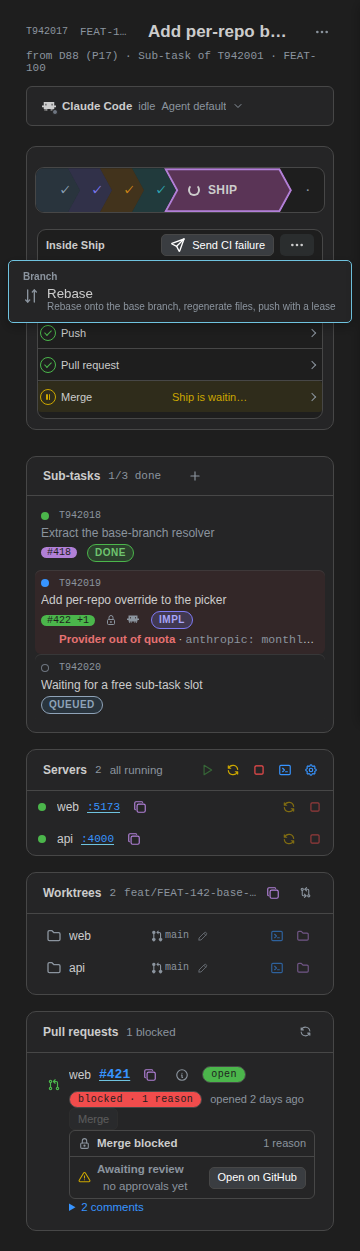 T942017 FEAT-1… Add per-repo b… ···
from D88 (P17) · Sub-task of T942001 · FEAT-
100
Claude Code idle Agent default
SHIP
Inside Ship Send CI failure ···
Branch
Rebase
Rebase onto the base branch, regenerate files, push with a lease
Push
Pull request
Merge Ship is waitin…
Sub-tasks 1/3 done
T942018
Extract the base-branch resolver
#418 DONE
T942019
Add per-repo override to the picker
#422 +1 IMPL
Provider out of quota · anthropic: monthl…
T942020
Waiting for a free sub-task slot
QUEUED
Servers 2 all running
web :5173
api :4000
Worktrees 2 feat/FEAT-142-base-…
web main
api main
Pull requests 1 blocked
web #421 open
blocked · 1 reason opened 2 days ago
Merge
Merge blocked 1 reason
Awaiting review
no approvals yet
Open on GitHub
2 comments